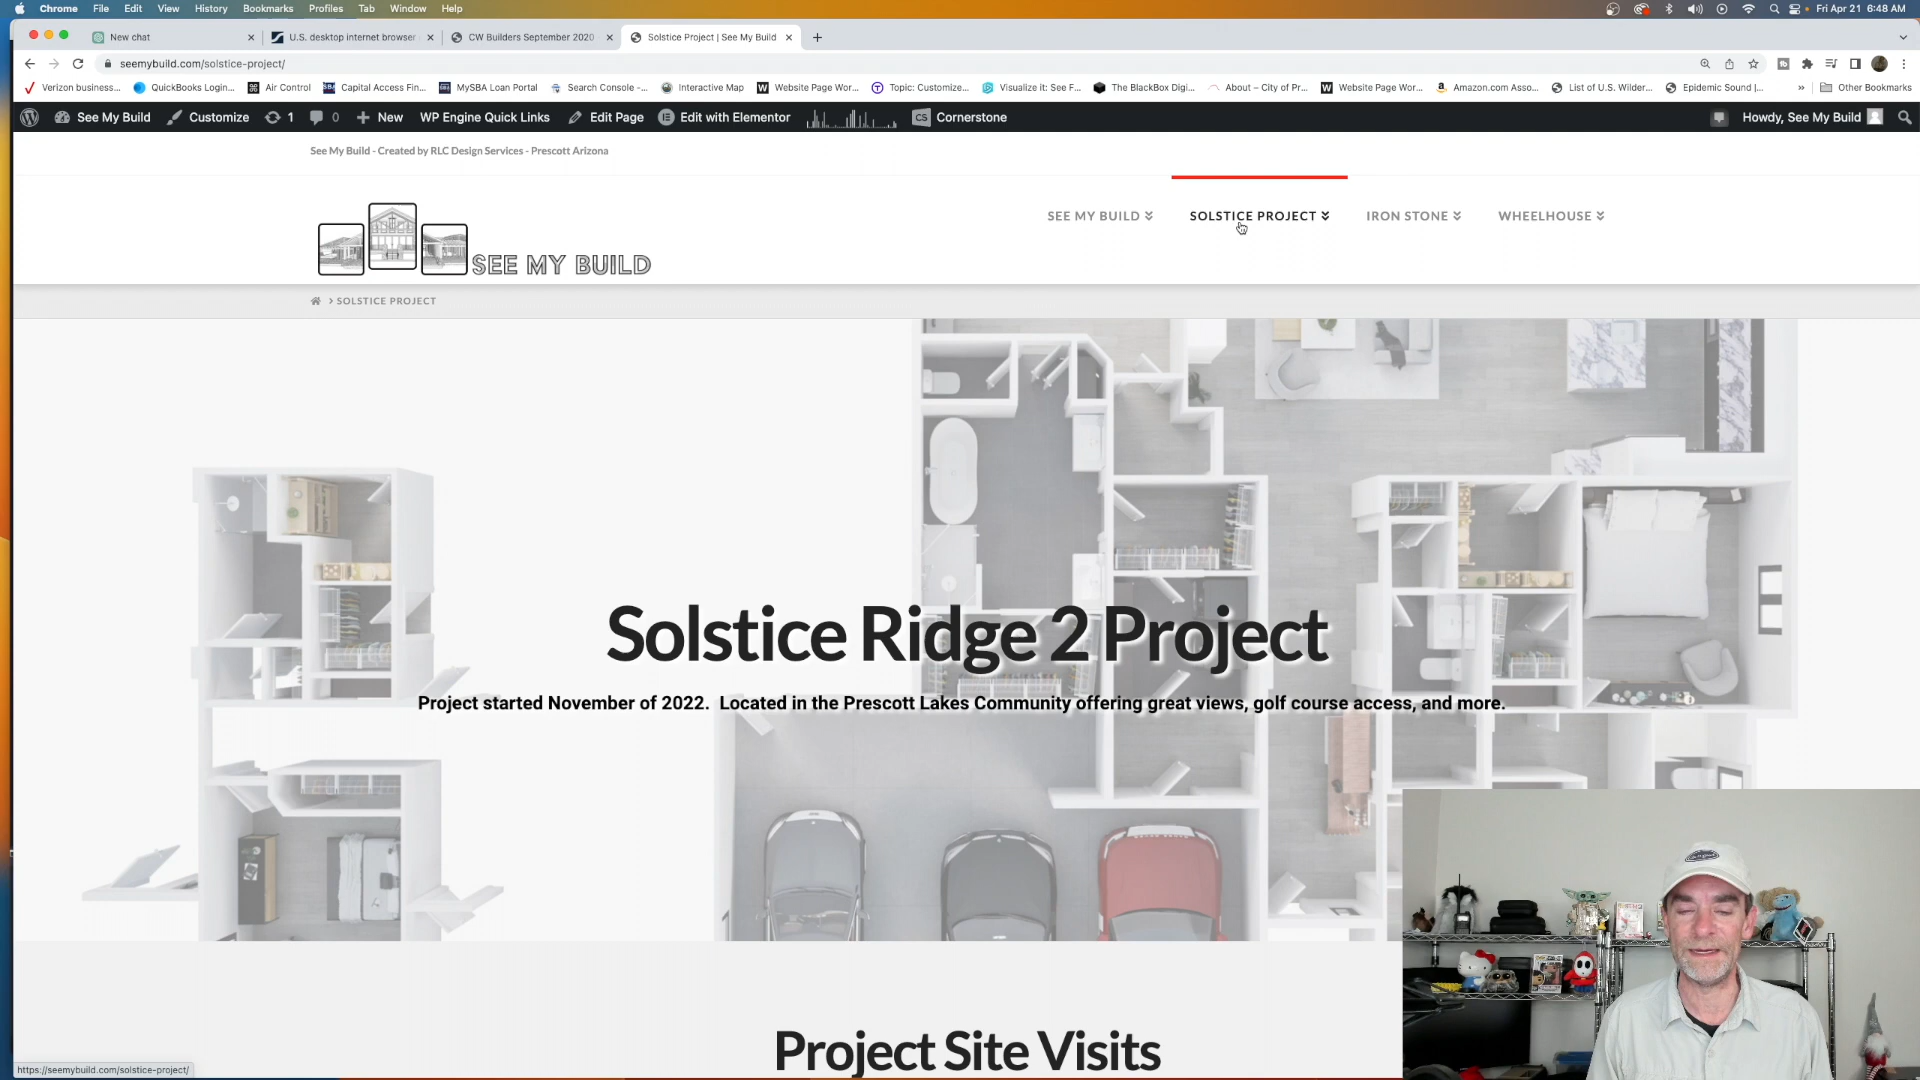 Chrome File Edit View History Bookmarks Profiles Tab Window Help Fri Apr 21 6:48 AM
New chat U.S. desktop internet browser CW Builders September 2020 Solstice Project | See My Build
seemybuild.com/solstice-project/
Verizon business... QuickBooks Login... Air Control Capital Access Fin... MySBA Loan Portal Search Console -... Interactive Map Website Page Wor... Topic: Customize... Visualize it: See F... The BlackBox Digi... About – City of Pr... Website Page Wor... Amazon.com Asso... List of U.S. Wilder... Epidemic Sound |... » Other Bookmarks
See My Build Customize 1 0 New WP Engine Quick Links Edit Page Edit with Elementor CS Cornerstone Howdy, See My Build
See My Build - Created by RLC Design Services - Prescott Arizona
SEE MY BUILD SOLSTICE PROJECT IRON STONE WHEELHOUSE
SEE MY BUILD
SOLSTICE PROJECT
Solstice Ridge 2 Project
Project started November of 2022. Located in the Prescott Lakes Community offering great views, golf course access, and more.
Project Site Visits
https://seemybuild.com/solstice-project/